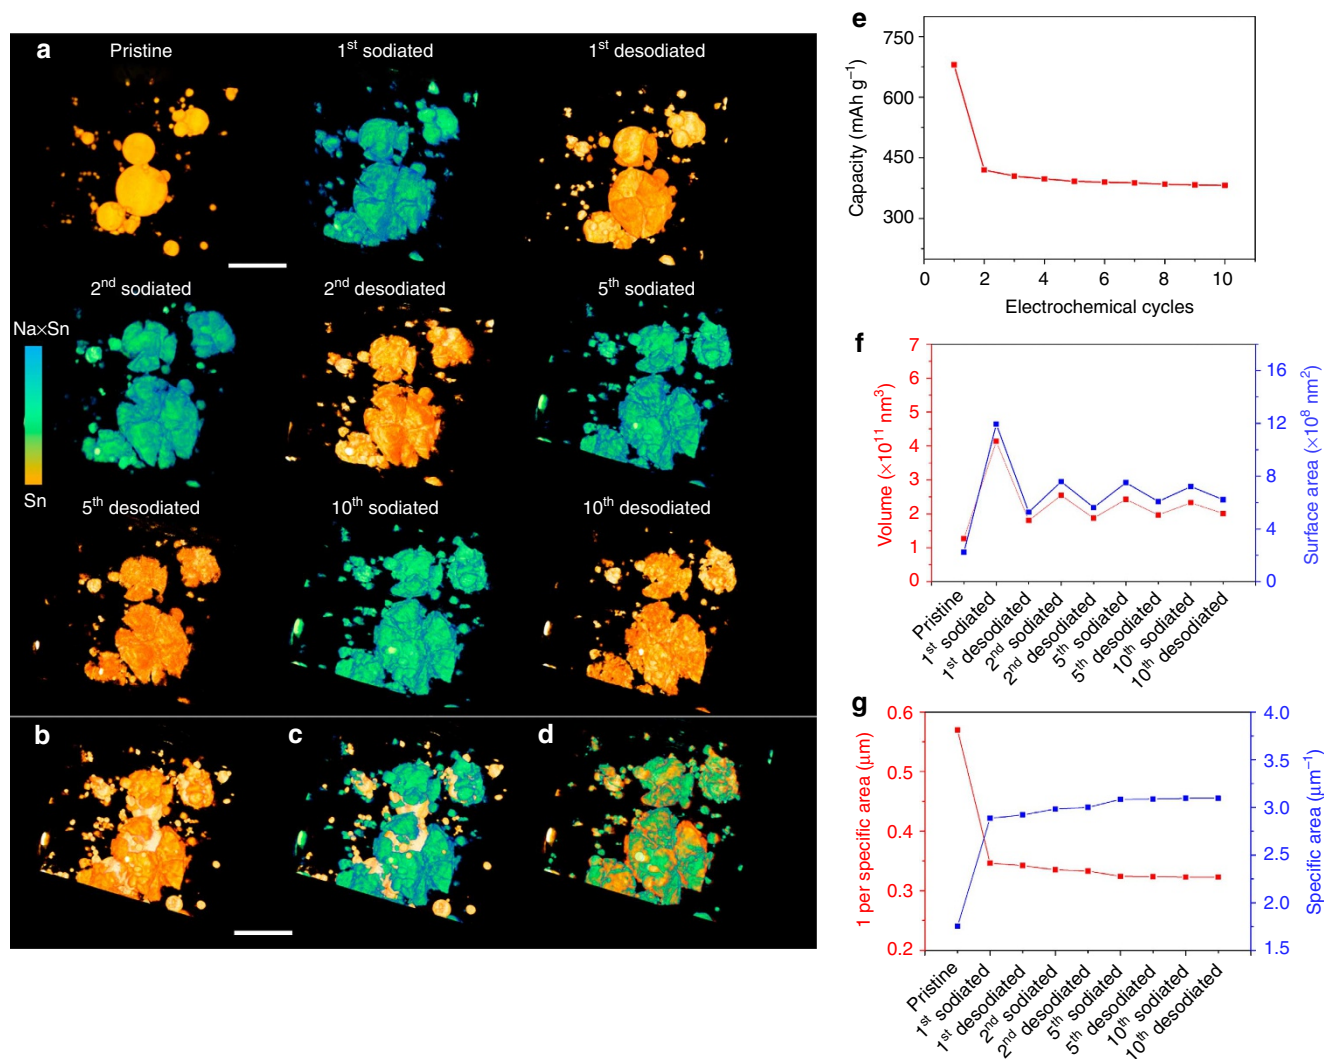 a
Pristine
1st sodiated
1st desodiated
2nd sodiated
2nd desodiated
5th sodiated
Na×Sn
Sn
5th desodiated
10th sodiated
10th desodiated
b
c
d
e
Capacity (mAh g−1)
750
600
450
300
0
2
4
6
8
10
Electrochemical cycles
f
Volume (×1011 nm3)
7
6
5
4
3
2
1
0
Surface area (×108 nm2)
16
12
8
4
0
Pristine
1st sodiated
1st desodiated
2nd sodiated
2nd desodiated
5th sodiated
5th desodiated
10th sodiated
10th desodiated
g
1 per specific area (μm)
0.6
0.5
0.4
0.3
0.2
Specific area (μm−1)
4.0
3.5
3.0
2.5
2.0
1.5
Pristine
1st sodiated
1st desodiated
2nd sodiated
2nd desodiated
5th sodiated
5th desodiated
10th sodiated
10th desodiated